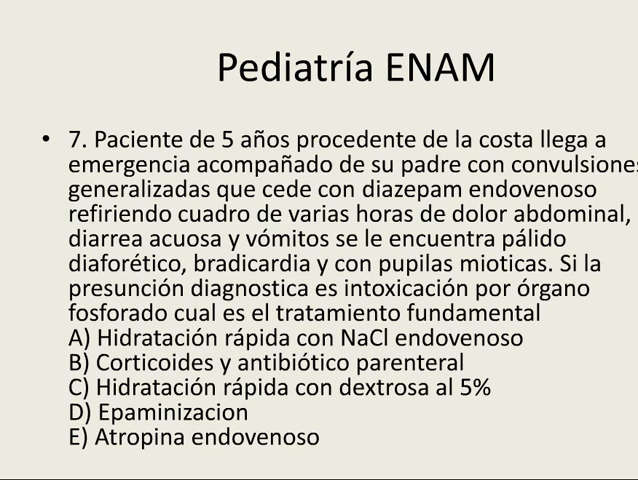 Pediatría ENAM
• 7. Paciente de 5 años procedente de la costa llega a
emergencia acompañado de su padre con convulsiones
generalizadas que cede con diazepam endovenoso
refiriendo cuadro de varias horas de dolor abdominal,
diarrea acuosa y vómitos se le encuentra pálido
diaforético, bradicardia y con pupilas mioticas. Si la
presunción diagnostica es intoxicación por órgano
fosforado cual es el tratamiento fundamental
A) Hidratación rápida con NaCl endovenoso
B) Corticoides y antibiótico parenteral
C) Hidratación rápida con dextrosa al 5%
D) Epaminizacion
E) Atropina endovenoso